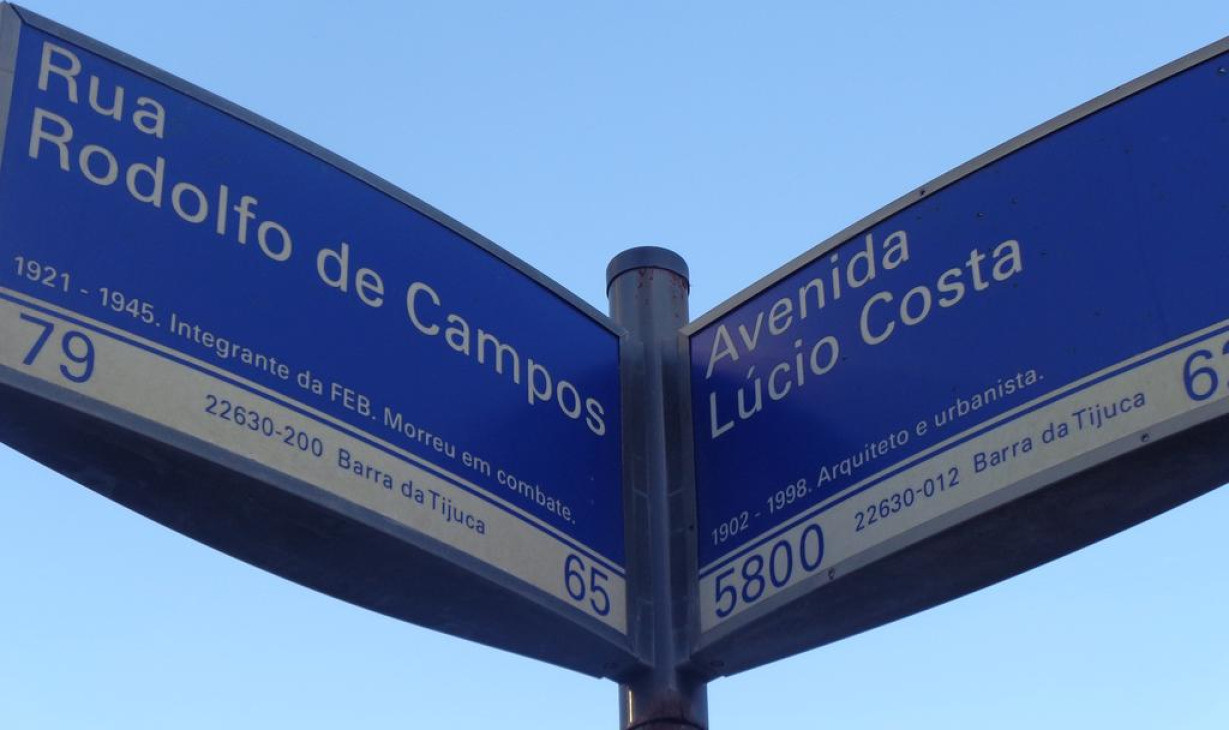 Rua
Rodolfo de Campos
1921 - 1945. Integrante da FEB. Morreu em combate.
79
22630-200 Barra da Tijuca
65
Avenida
Lúcio Costa
1902 - 1998. Arquiteto e urbanista.
5800
22630-012 Barra da Tijuca